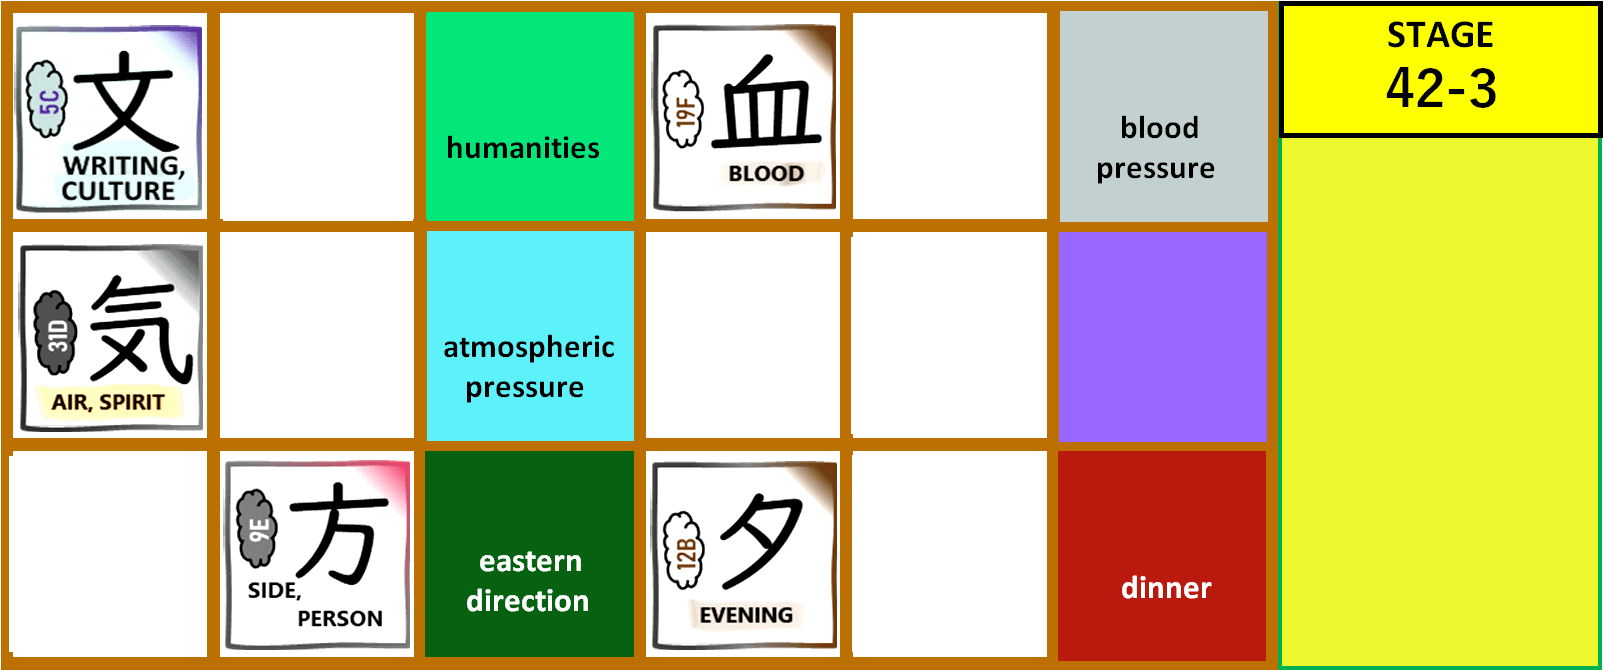 5C
文
WRITING,
CULTURE
humanities
19F
血
BLOOD
blood
pressure
STAGE
42-3
31D
気
AIR, SPIRIT
atmospheric
pressure
9E
方
SIDE,
PERSON
eastern
direction
12B
夕
EVENING
dinner